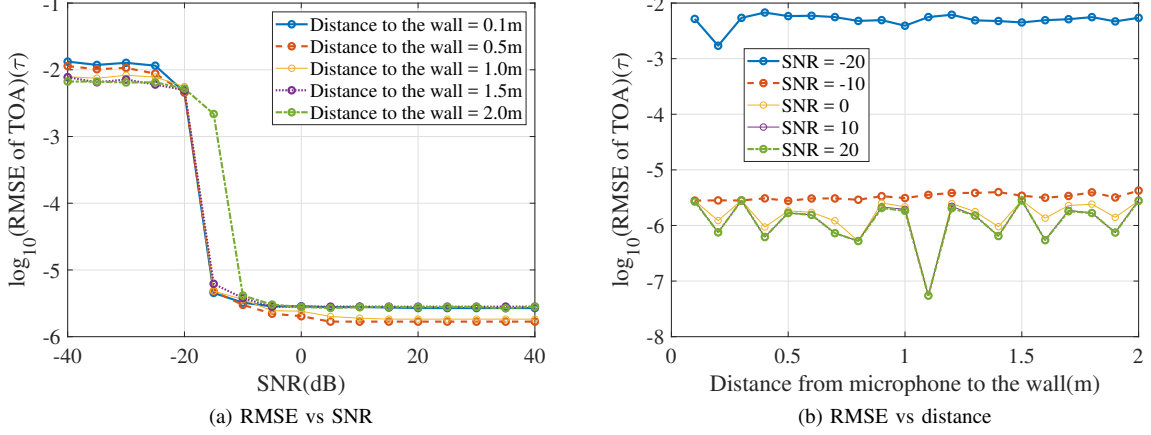 -1
-2
-3
-4
-5
-6
-40
-20
0
20
40
log10(RMSE of TOA)(τ)
SNR(dB)
Distance to the wall = 0.1m
Distance to the wall = 0.5m
Distance to the wall = 1.0m
Distance to the wall = 1.5m
Distance to the wall = 2.0m
(a) RMSE vs SNR
-2
-3
-4
-5
-6
-7
-8
0
0.5
1
1.5
2
log10(RMSE of TOA)(τ)
Distance from microphone to the wall(m)
SNR = -20
SNR = -10
SNR = 0
SNR = 10
SNR = 20
(b) RMSE vs distance